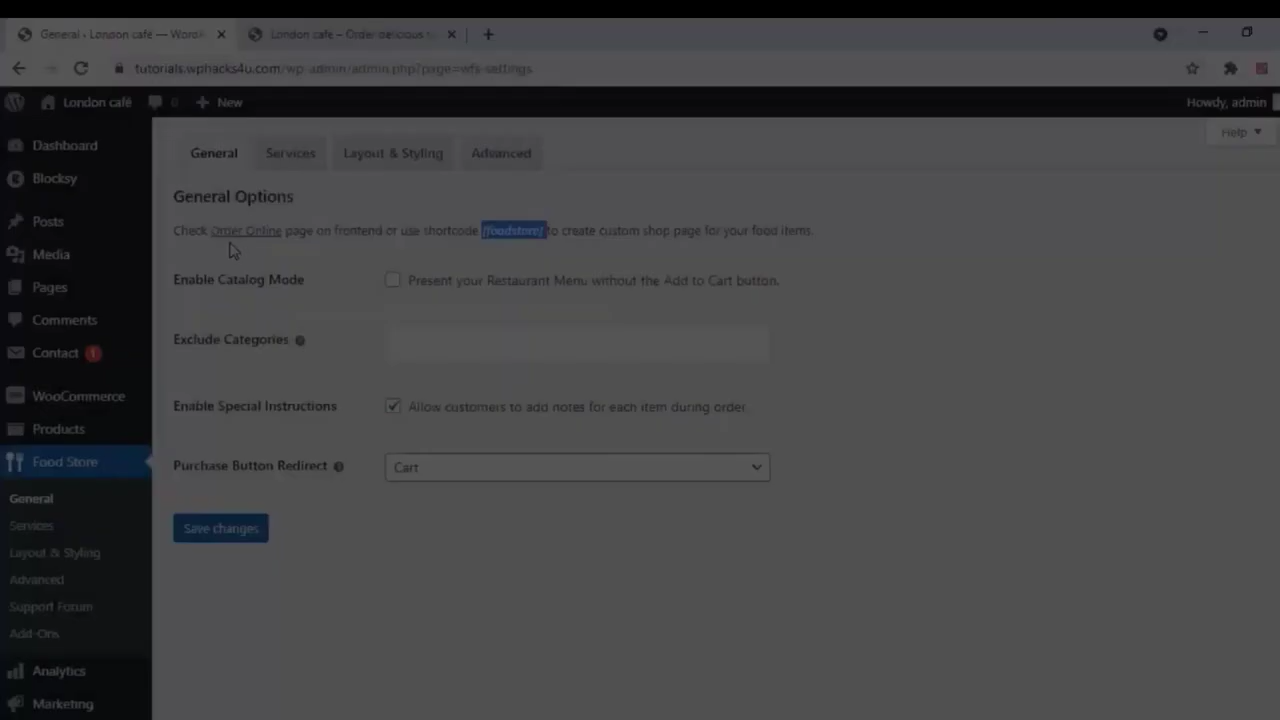 General ‹ London café — Word
London café – Order delicious
tutorials.wphacks4u.com/wp-admin/admin.php?page=wfs-settings
London café
0
New
Howdy, admin
Help
Dashboard
Blocksy
Posts
Media
Pages
Comments
Contact 1
WooCommerce
Products
Food Store
General
Services
Layout & Styling
Advanced
Support Forum
Add-Ons
Analytics
Marketing
General
Services
Layout & Styling
Advanced
General Options
Check Order Online page on frontend or use shortcode [foodstore] to create custom shop page for your food items.
Enable Catalog Mode
Present your Restaurant Menu without the Add to Cart button.
Exclude Categories
Enable Special Instructions
Allow customers to add notes for each item during order.
Purchase Button Redirect
Cart
Save changes